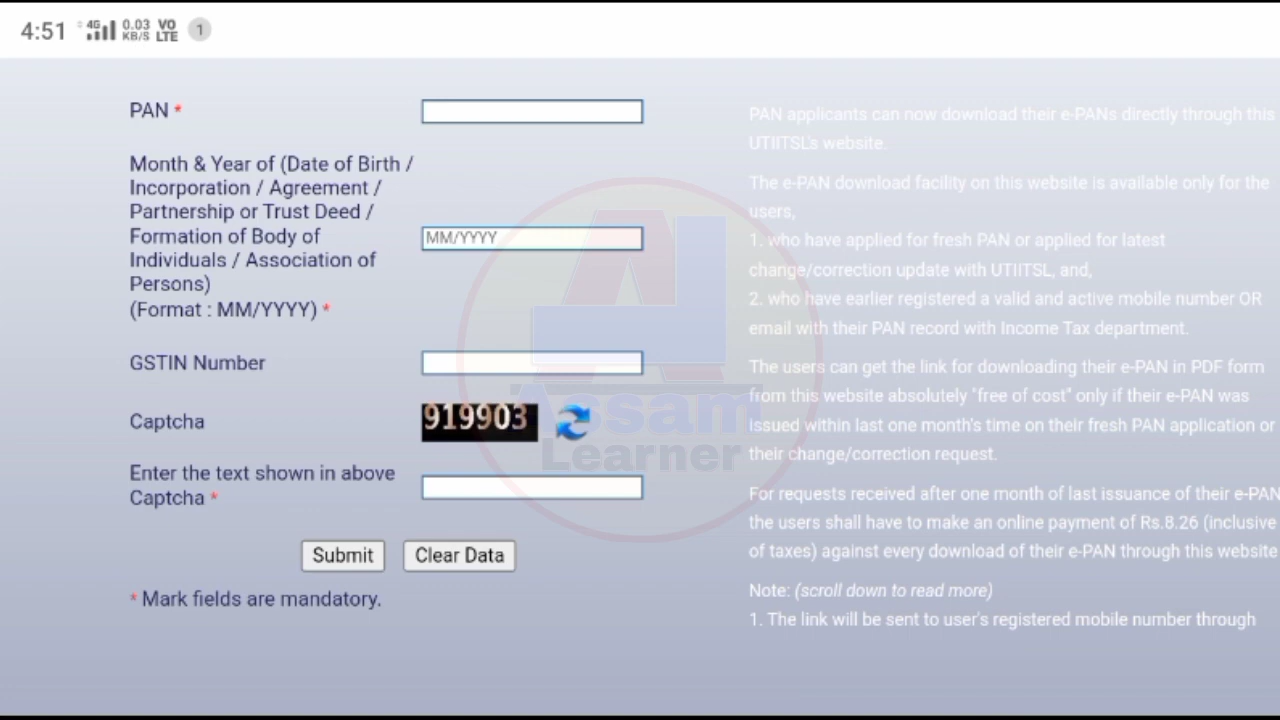 4:51 4G 0.03 KB/S VO LTE 1
PAN *
Month & Year of (Date of Birth /
Incorporation / Agreement /
Partnership or Trust Deed /
Formation of Body of
Individuals / Association of
Persons)
(Format : MM/YYYY) *
MM/YYYY
GSTIN Number
Captcha
919903
Enter the text shown in above
Captcha *
Submit Clear Data
* Mark fields are mandatory.
PAN applicants can now download their e-PANs directly through this
UTIITSL's website.
The e-PAN download facility on this website is available only for the
users,
1. who have applied for fresh PAN or applied for latest
change/correction update with UTIITSL, and,
2. who have earlier registered a valid and active mobile number OR
email with their PAN record with Income Tax department.
The users can get the link for downloading their e-PAN in PDF form
from this website absolutely "free of cost" only if their e-PAN was
issued within last one month's time on their fresh PAN application or
their change/correction request.
For requests received after one month of last issuance of their e-PAN
the users shall have to make an online payment of Rs.8.26 (inclusive
of taxes) against every download of their e-PAN through this website
Note: (scroll down to read more)
1. The link will be sent to user's registered mobile number through
AL
Assam
Learner